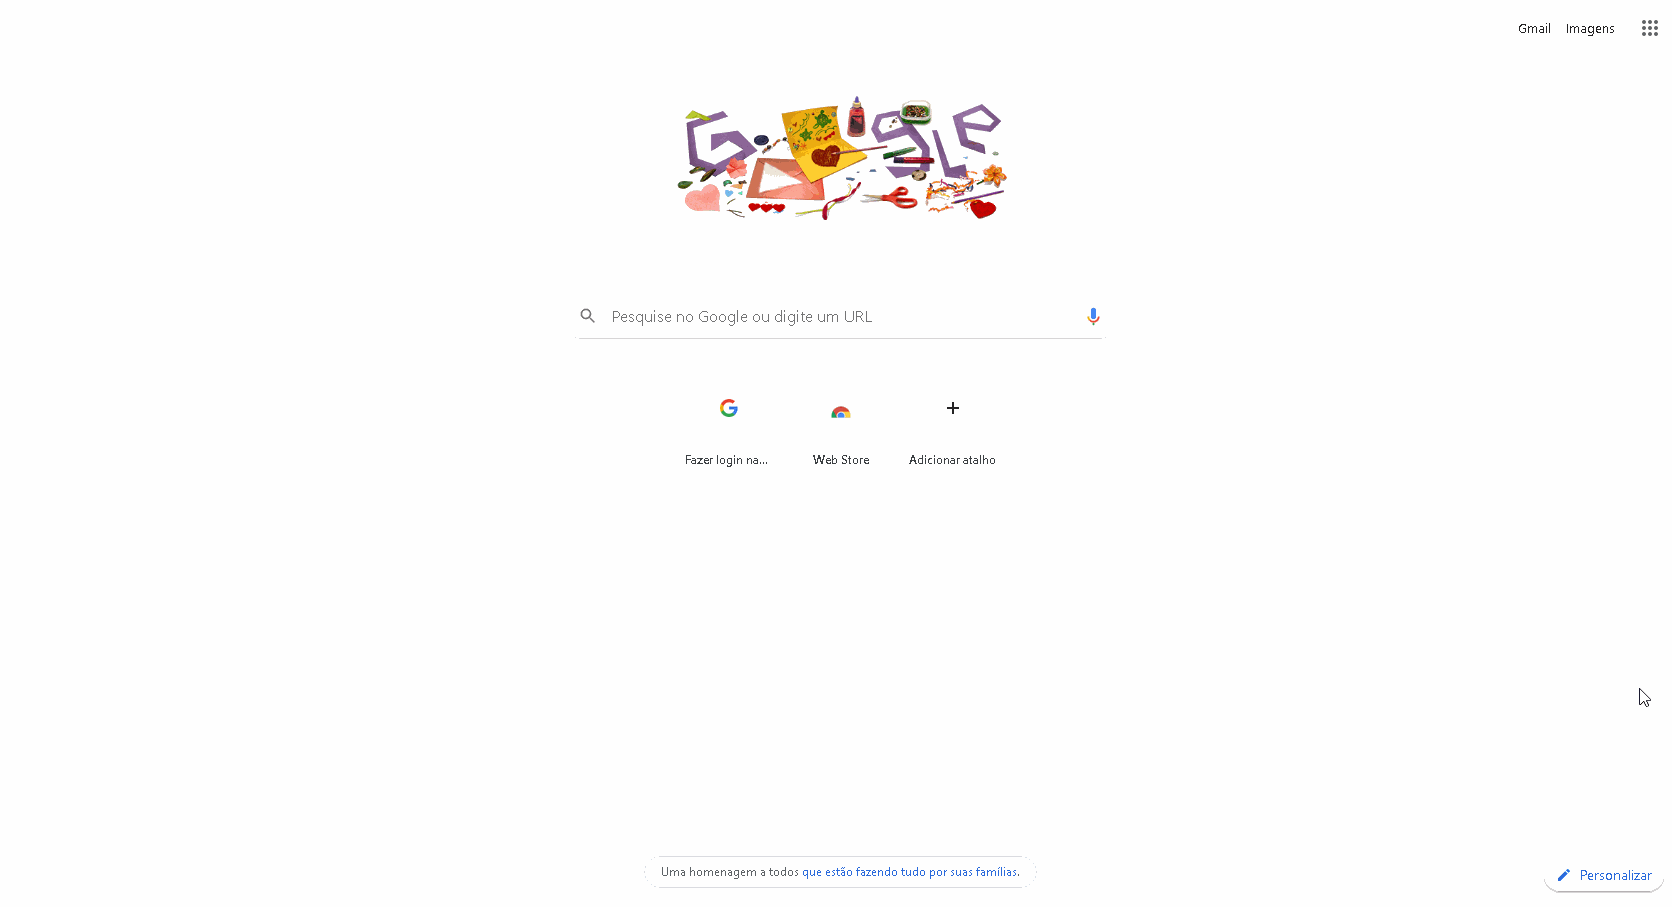 Gmail Imagens
Google
Pesquise no Google ou digite um URL
Fazer login na... Web Store Adicionar atalho
Uma homenagem a todos que estão fazendo tudo por suas famílias.
Personalizar